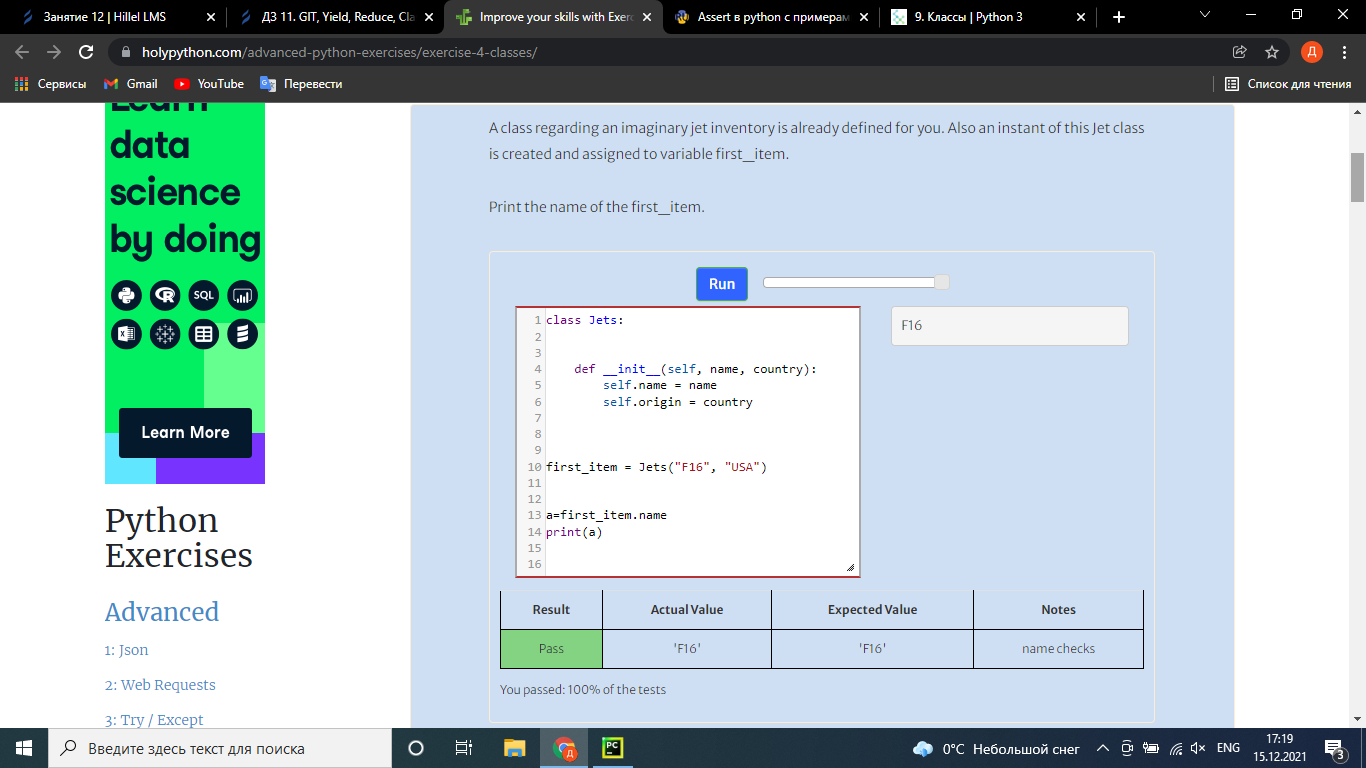 Занятие 12 | Hillel LMS
ДЗ 11. GIT, Yield, Reduce, Cla
Improve your skills with Exerc
Assert в python с примерам
9. Классы | Python 3
holypython.com/advanced-python-exercises/exercise-4-classes/
Д
Сервисы
Gmail
YouTube
Перевести
Список для чтения
Learn
data
science
by doing
SQL
Learn More
Python
Exercises
Advanced
1: Json
2: Web Requests
3: Try / Except
A class regarding an imaginary jet inventory is already defined for you. Also an instant of this Jet class
is created and assigned to variable first_item.
Print the name of the first_item.
Run
1 class Jets:
2
3
4     def __init__(self, name, country):
5         self.name = name
6         self.origin = country
7
8
9
10 first_item = Jets("F16", "USA")
11
12
13 a=first_item.name
14 print(a)
15
16
F16
Result Actual Value Expected Value Notes
Pass 'F16' 'F16' name checks
You passed: 100% of the tests
Введите здесь текст для поиска
Д
PC
0°C Небольшой снег
ENG
17:19
15.12.2021
3